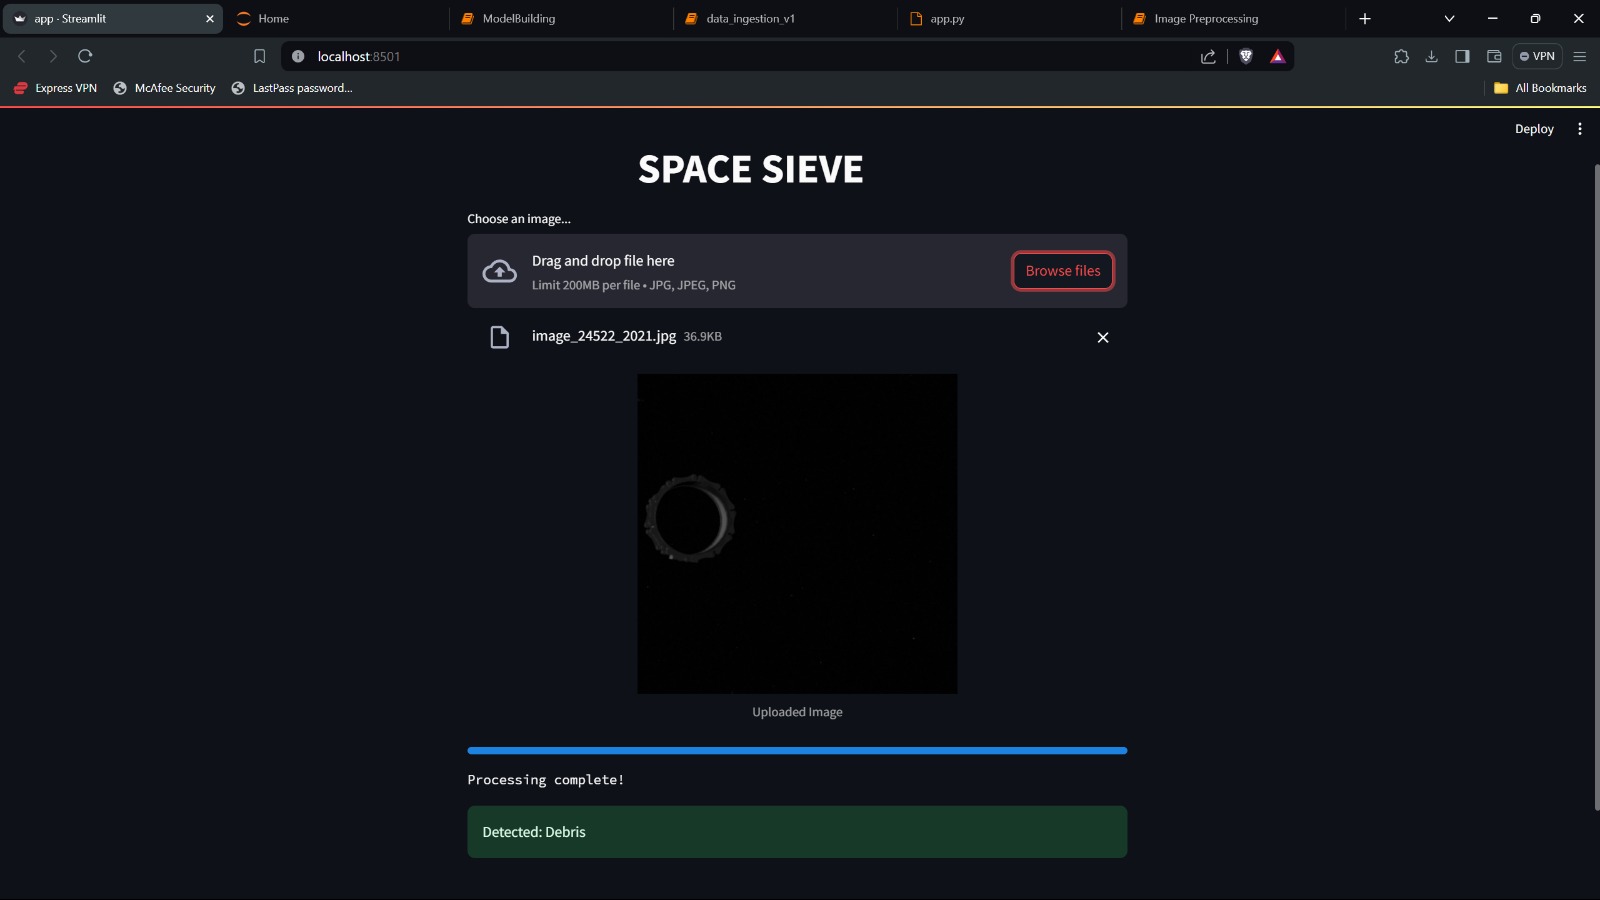 app - Streamlit
Home
ModelBuilding
data_ingestion_v1
app.py
Image Preprocessing
localhost:8501
VPN
Express VPN
McAfee Security
LastPass password...
All Bookmarks
Deploy
SPACE SIEVE
Choose an image...
Drag and drop file here
Limit 200MB per file • JPG, JPEG, PNG
Browse files
image_24522_2021.jpg 36.9KB
Uploaded Image
Processing complete!
Detected: Debris